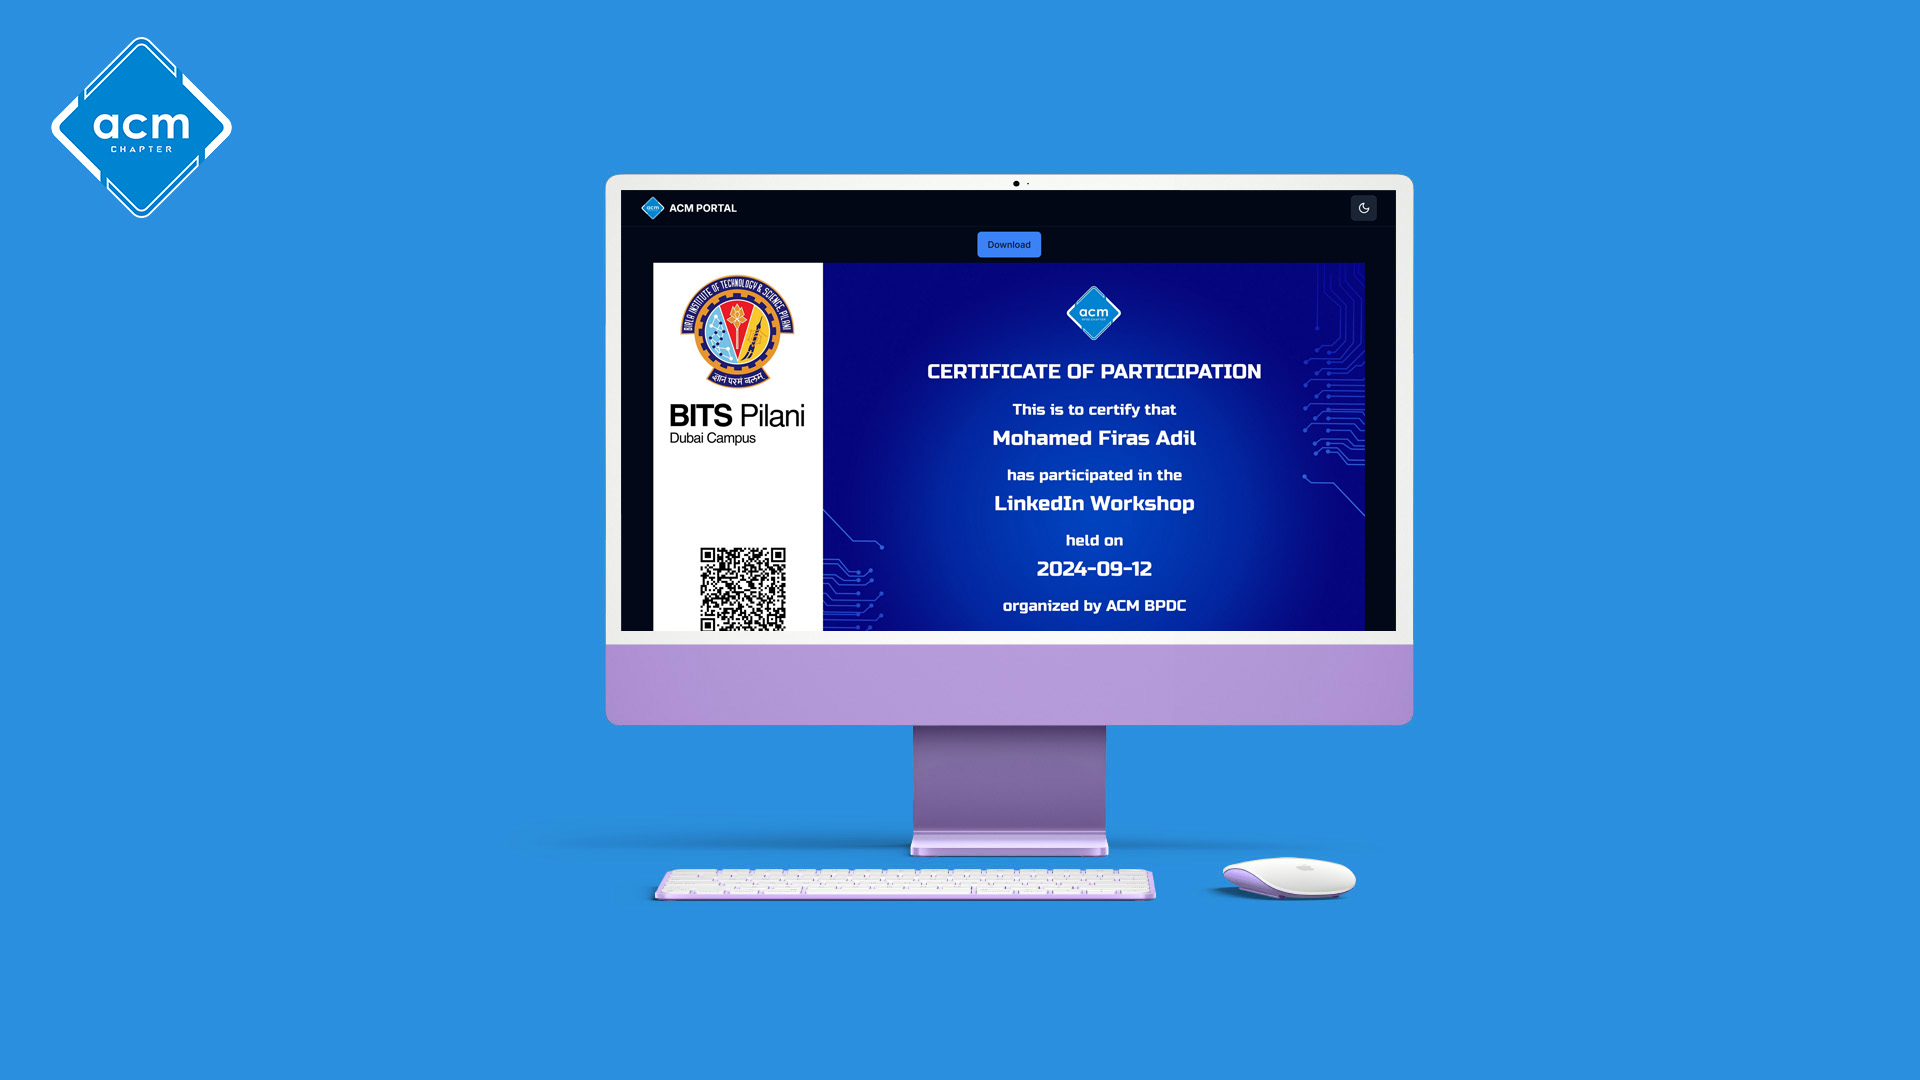 acm
CHAPTER
acm
ACM PORTAL
Download
BIRLA INSTITUTE OF TECHNOLOGY & SCIENCE, PILANI
ज्ञानं परमं बलम्
BITS Pilani
Dubai Campus
acm
CERTIFICATE OF PARTICIPATION
This is to certify that
Mohamed Firas Adil
has participated in the
LinkedIn Workshop
held on
2024-09-12
organized by ACM BPDC